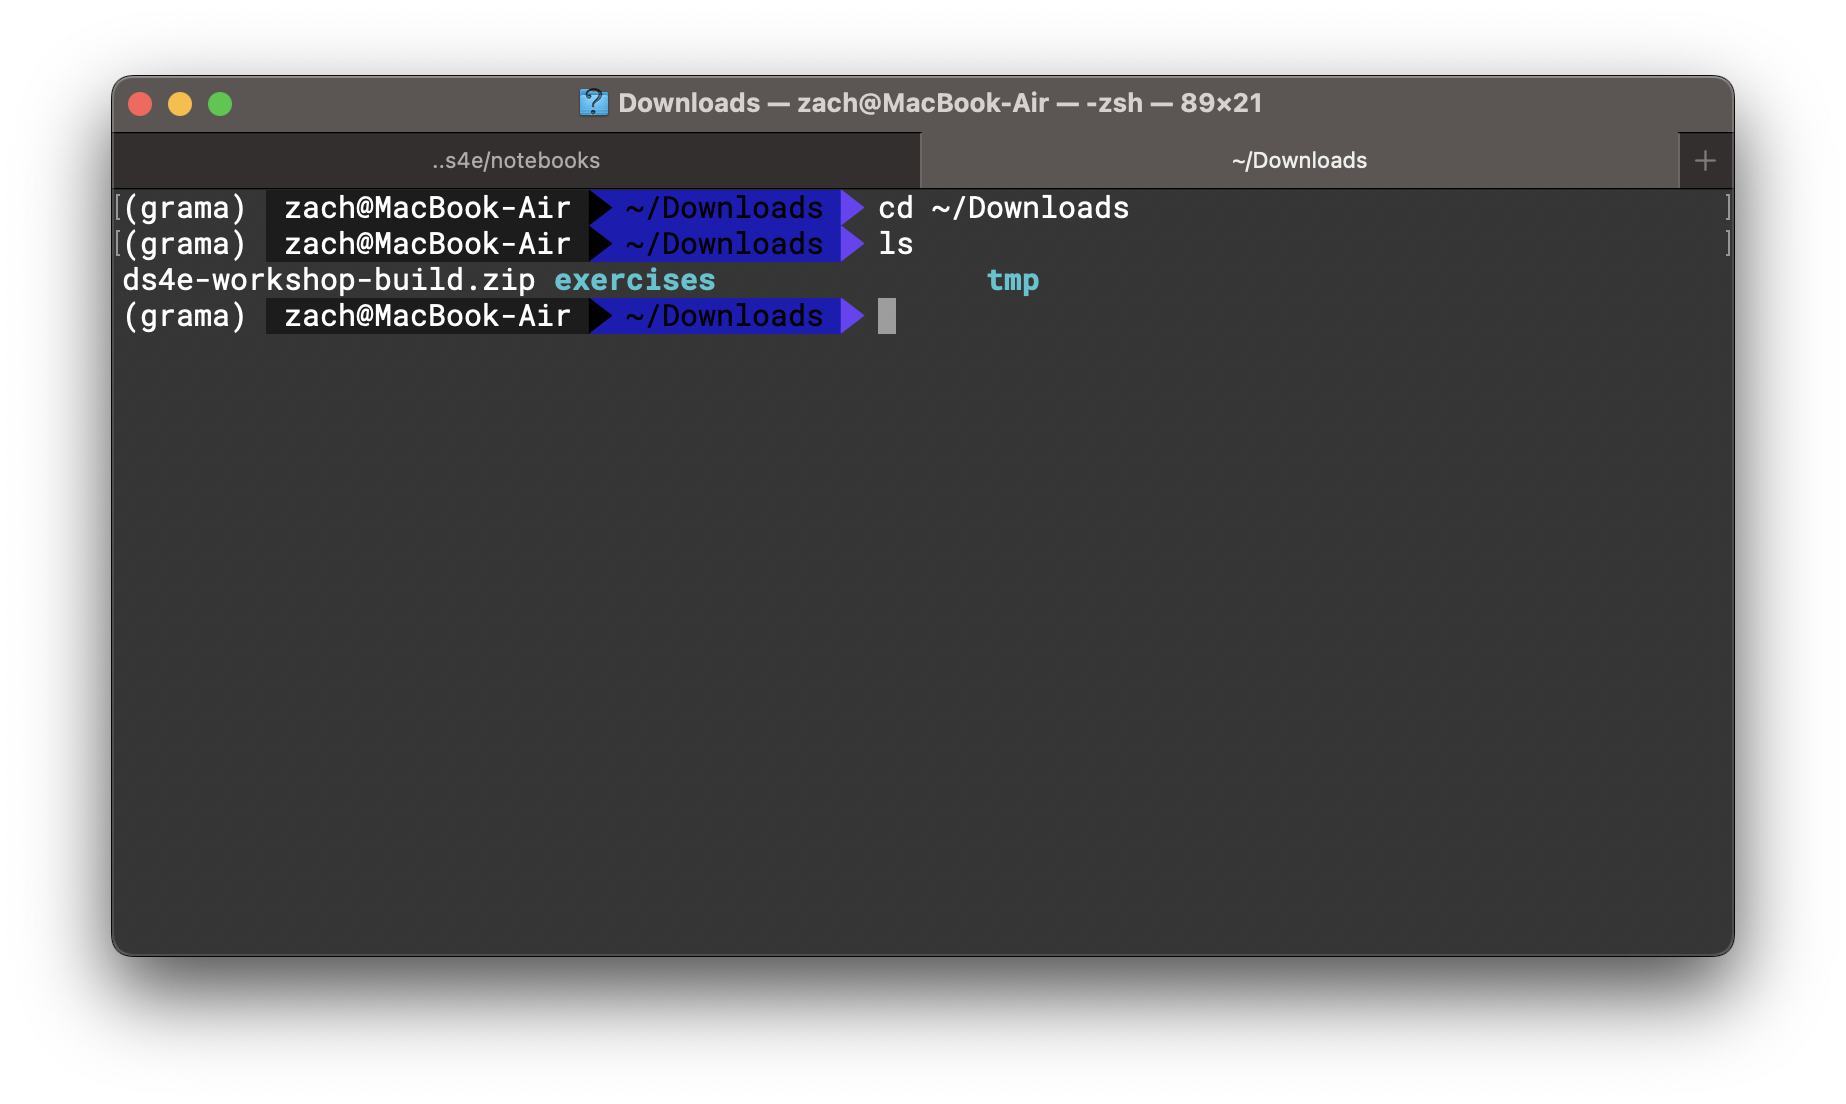 Downloads — zach@MacBook-Air — -zsh — 89×21
..s4e/notebooks
~/Downloads
[(grama) zach@MacBook-Air ~/Downloads cd ~/Downloads ]
[(grama) zach@MacBook-Air ~/Downloads ls ]
ds4e-workshop-build.zip exercises tmp
(grama) zach@MacBook-Air ~/Downloads